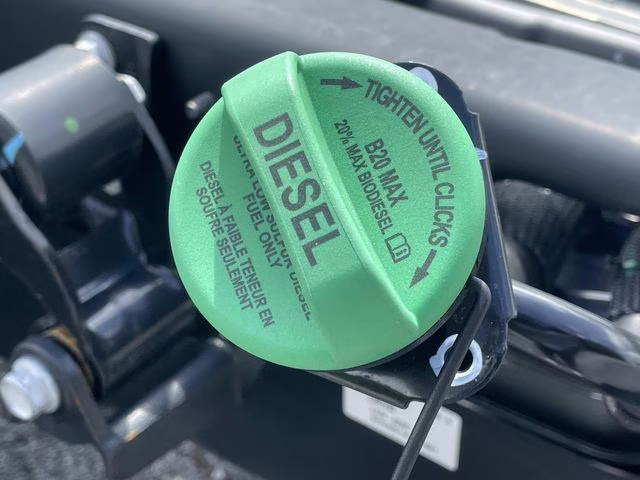 TIGHTEN UNTIL CLICKS
B20 MAX
20% MAX BIODIESEL
DIESEL
ULTRA LOW SULFUR DIESEL
FUEL ONLY
DIESEL À FAIBLE TENEUR EN
SOUFRE SEULEMENT